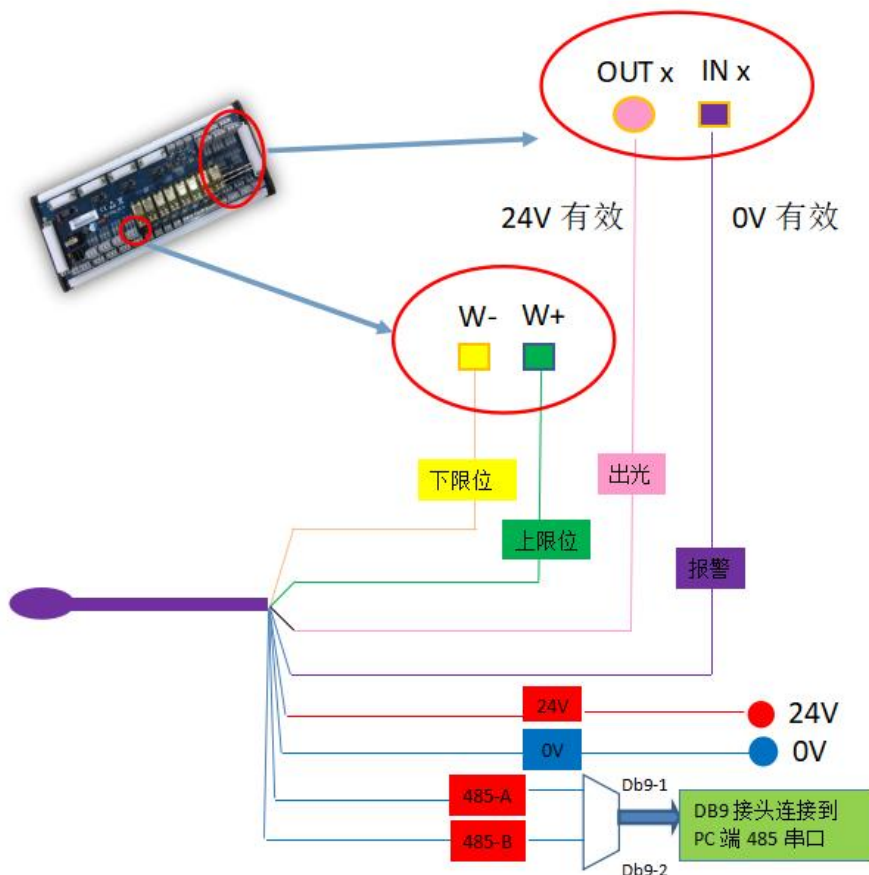 OUT x IN x
24V 有效 0V 有效
W- W+
下限位
出光
上限位
报警
24V
24V
0V
0V
485-A
Db9-1
DB9 接头连接到
PC 端 485 串口
485-B
Db9-2